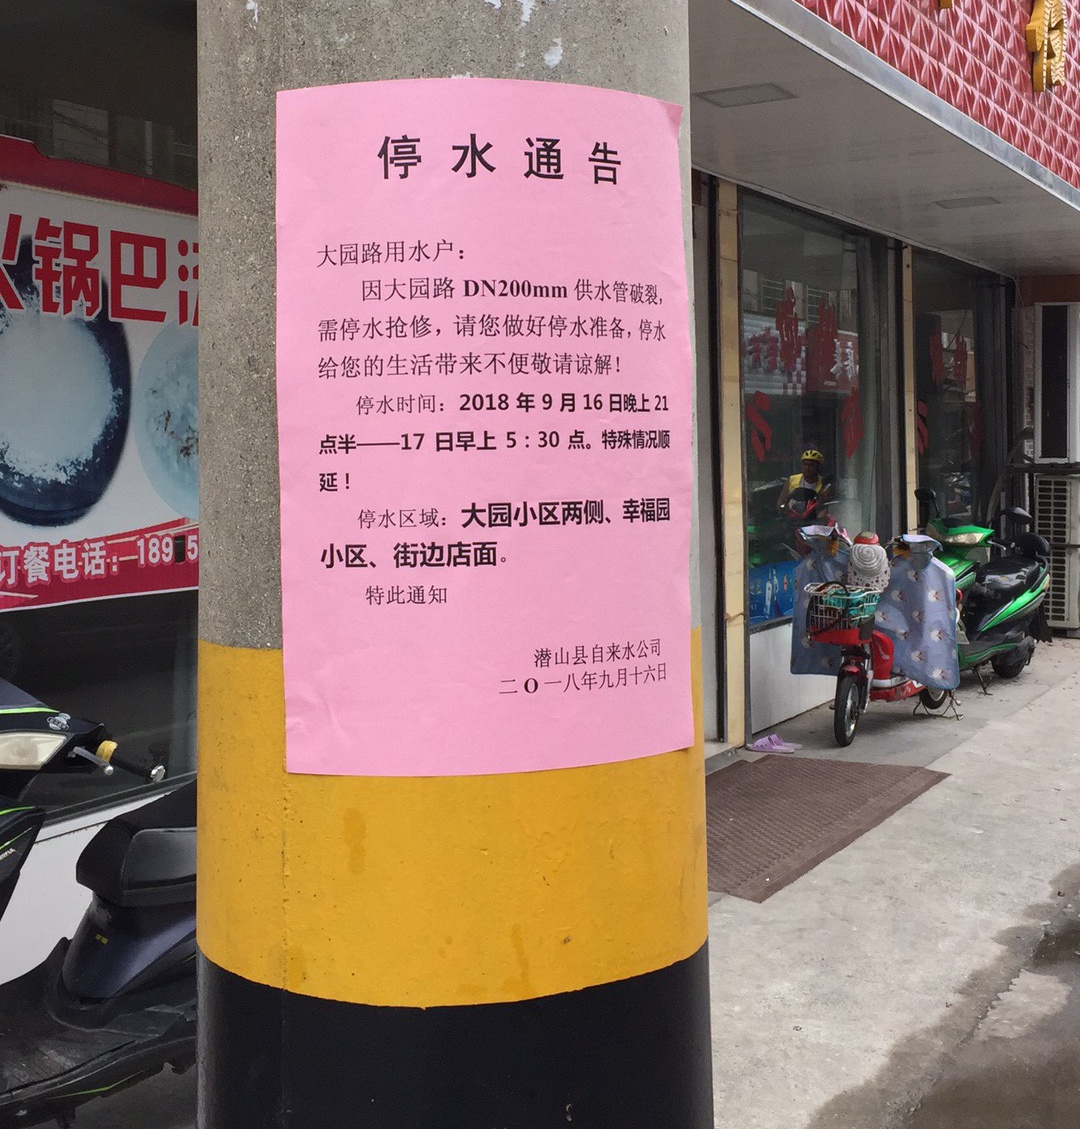 停水通告
大园路用水户：
因大园路 DN200mm 供水管破裂,
需停水抢修，请您做好停水准备,停水
给您的生活带来不便敬请谅解！
停水时间：2018 年 9 月 16 日晚上 21
点半——17 日早上 5：30 点。特殊情况顺
延！
停水区域：大园小区两侧、幸福园
小区、街边店面。
特此通知
潜山县自来水公司
二 O 一八年九月十六日
火锅巴
订餐电话：189